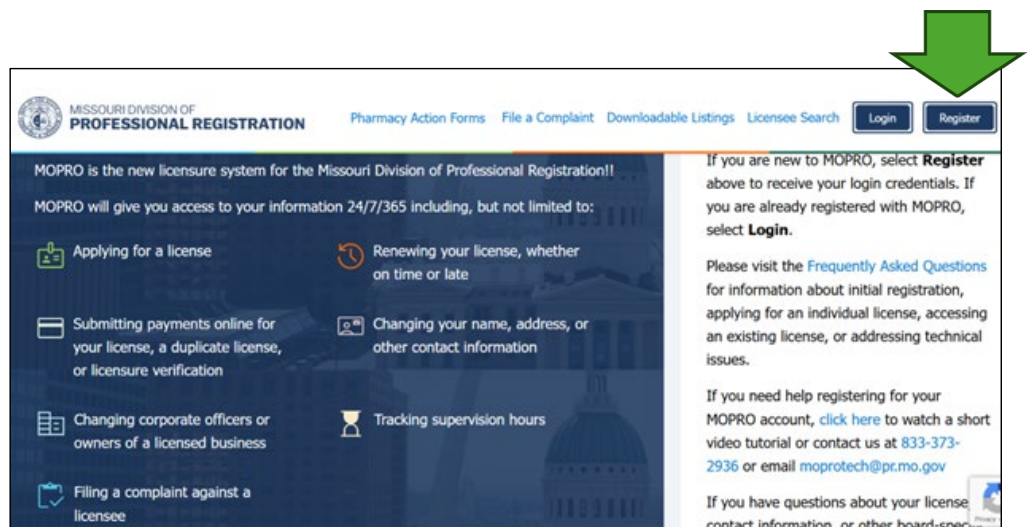 MISSOURI DIVISION OF
PROFESSIONAL REGISTRATION
Pharmacy Action Forms File a Complaint Downloadable Listings Licensee Search Login Register
MOPRO is the new licensure system for the Missouri Division of Professional Registration!!
MOPRO will give you access to your information 24/7/365 including, but not limited to:
Applying for a license
Renewing your license, whether
on time or late
Submitting payments online for
your license, a duplicate license,
or licensure verification
Changing your name, address, or
other contact information
Changing corporate officers or
owners of a licensed business
Tracking supervision hours
Filing a complaint against a
licensee
If you are new to MOPRO, select Register
above to receive your login credentials. If
you are already registered with MOPRO,
select Login.
Please visit the Frequently Asked Questions
for information about initial registration,
applying for an individual license, accessing
an existing license, or addressing technical
issues.
If you need help registering for your
MOPRO account, click here to watch a short
video tutorial or contact us at 833-373-
2936 or email moprotech@pr.mo.gov
If you have questions about your license
contact information, or other board-spec